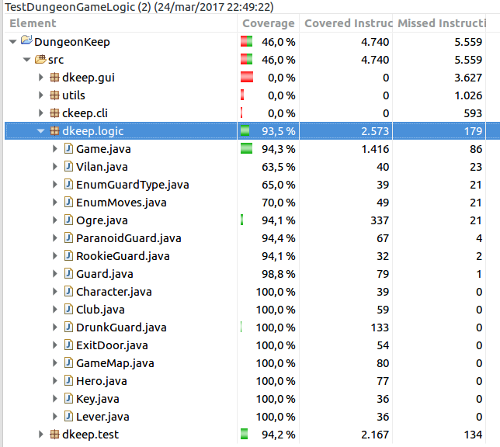 TestDungeonGameLogic (2) (24/mar/2017 22:49:22)
Element Coverage Covered Instruc Missed Instructi
DungeonKeep 46,0 % 4.740 5.559
src 46,0 % 4.740 5.559
dkeep.gui 0,0 % 0 3.627
utils 0,0 % 0 1.026
ckeep.cli 0,0 % 0 593
dkeep.logic 93,5 % 2.573 179
Game.java 94,3 % 1.416 86
Vilan.java 63,5 % 40 23
EnumGuardType.java 65,0 % 39 21
EnumMoves.java 70,0 % 49 21
Ogre.java 94,1 % 337 21
ParanoidGuard.java 94,4 % 67 4
RookieGuard.java 94,1 % 32 2
Guard.java 98,8 % 79 1
Character.java 100,0 % 39 0
Club.java 100,0 % 59 0
DrunkGuard.java 100,0 % 133 0
ExitDoor.java 100,0 % 54 0
GameMap.java 100,0 % 80 0
Hero.java 100,0 % 77 0
Key.java 100,0 % 36 0
Lever.java 100,0 % 36 0
dkeep.test 94,2 % 2.167 134